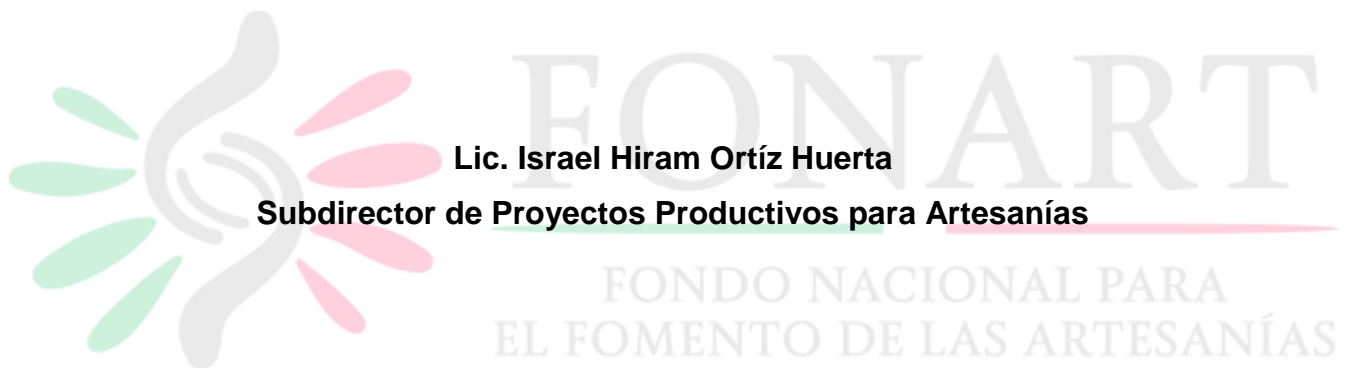 FONART
Lic. Israel Hiram Ortíz Huerta
Subdirector de Proyectos Productivos para Artesanías
FONDO NACIONAL PARA
EL FOMENTO DE LAS ARTESANÍAS